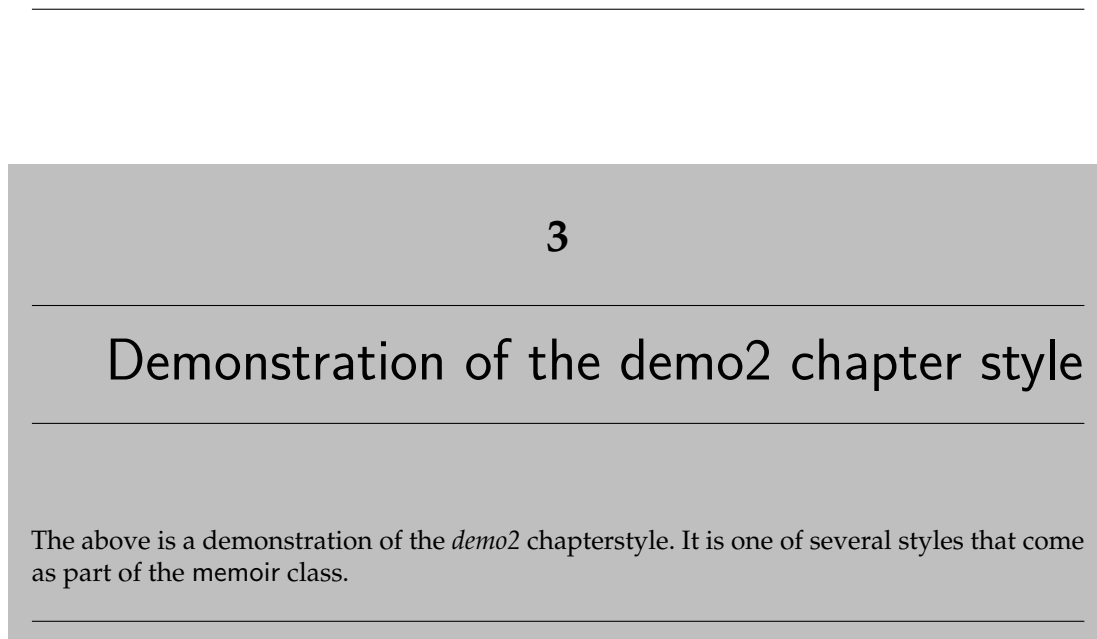 3
Demonstration of the demo2 chapter style
The above is a demonstration of the demo2 chapterstyle. It is one of several styles that come
as part of the memoir class.